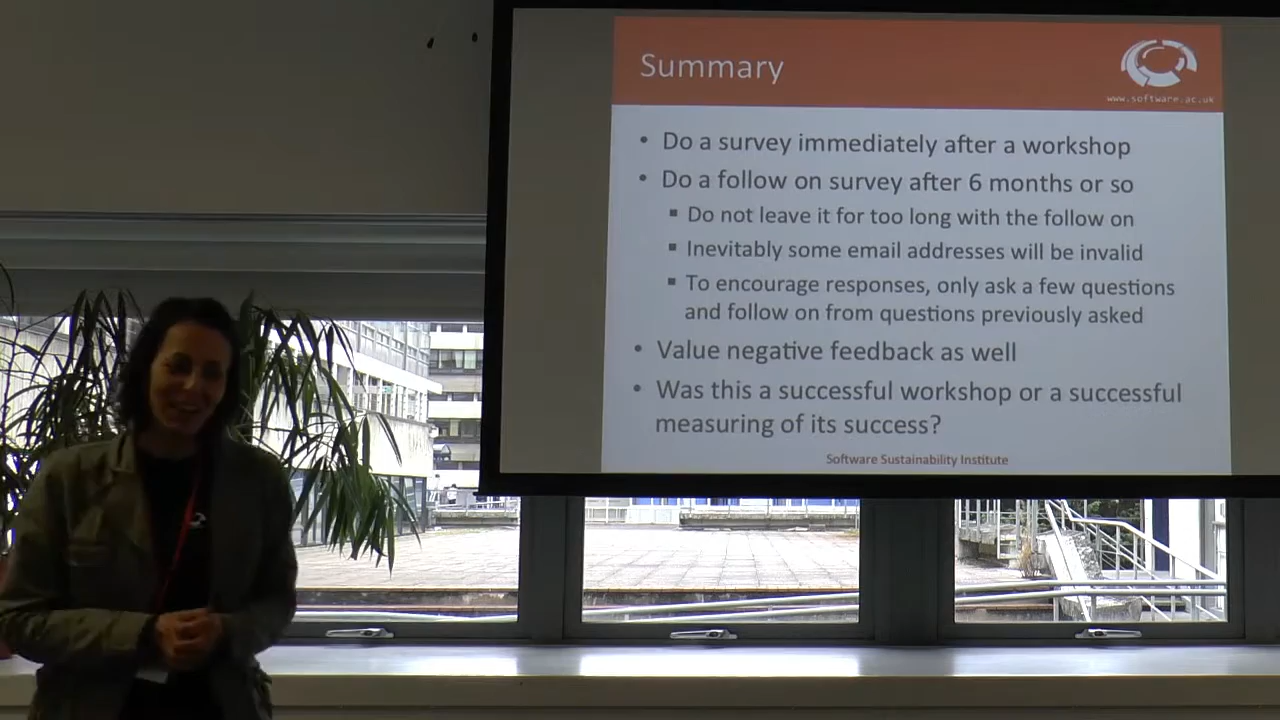 Summary
www.software.ac.uk
• Do a survey immediately after a workshop
• Do a follow on survey after 6 months or so
▪ Do not leave it for too long with the follow on
▪ Inevitably some email addresses will be invalid
▪ To encourage responses, only ask a few questions
and follow on from questions previously asked
• Value negative feedback as well
• Was this a successful workshop or a successful
measuring of its success?
Software Sustainability Institute